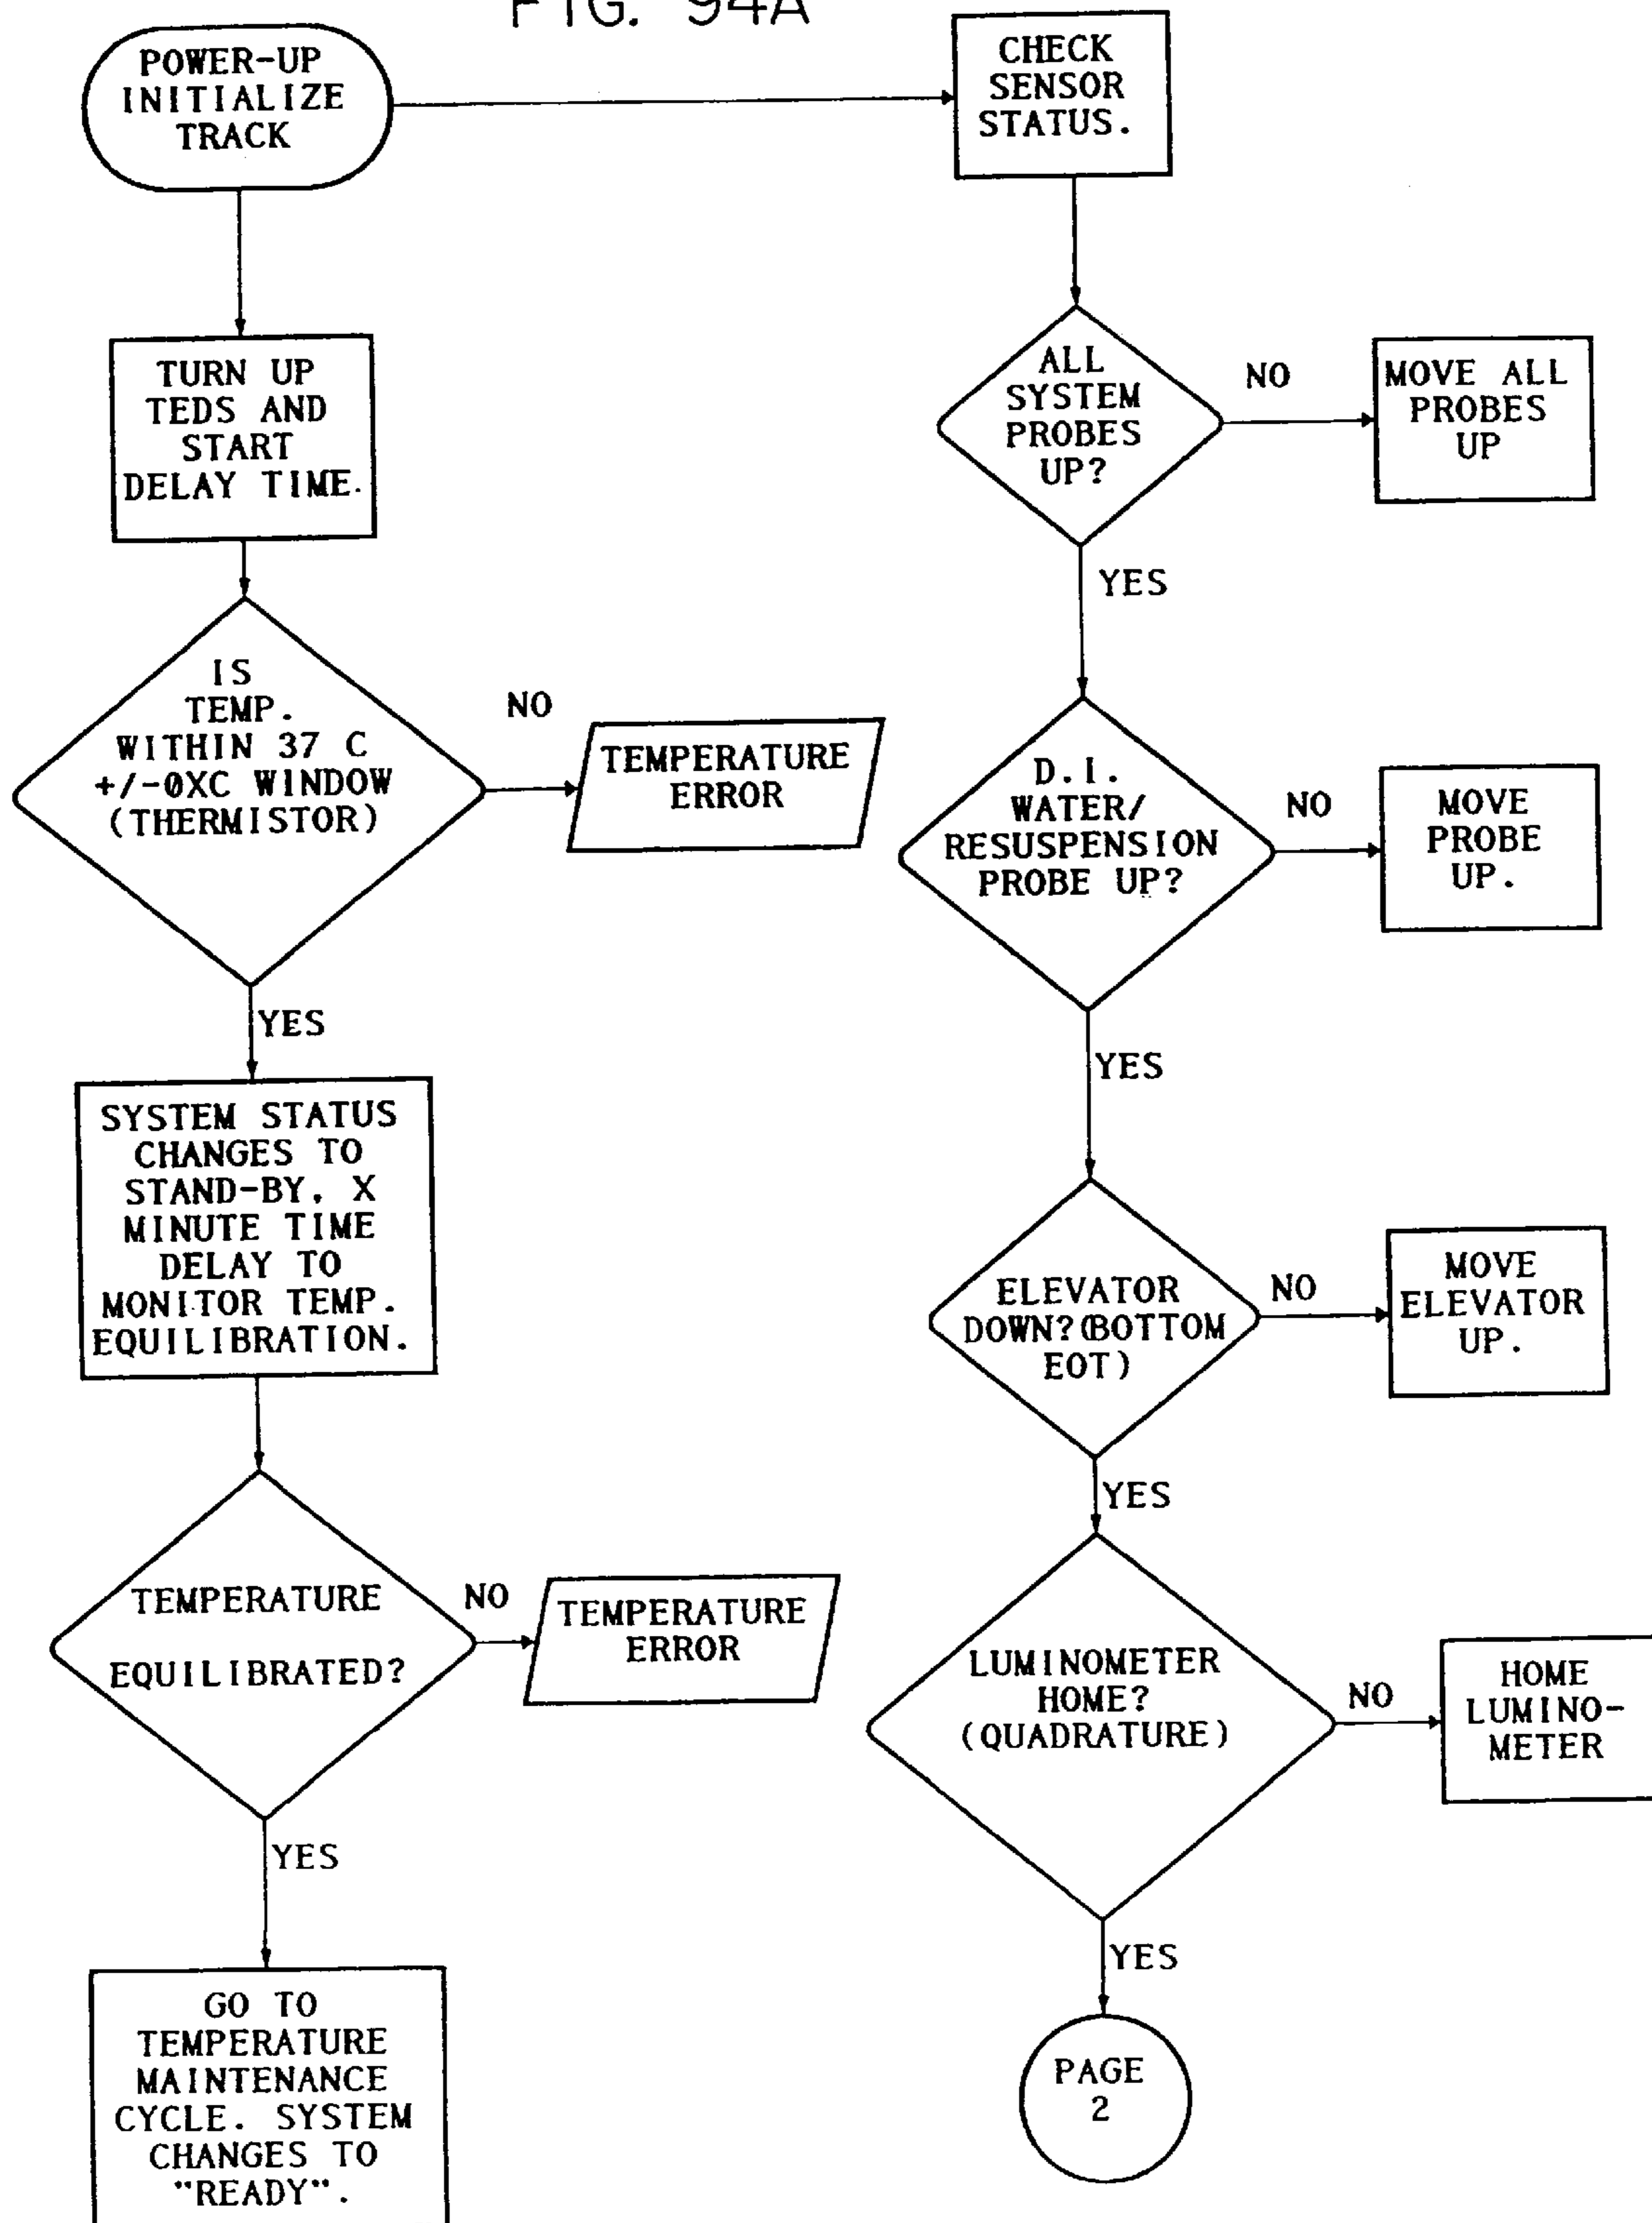 FIG. 94A
POWER-UP
INITIALIZE
TRACK
TURN UP
TEDS AND
START
DELAY TIME.
IS
TEMP.
WITHIN 37 C
+/-0XC WINDOW
(THERMISTOR)
NO
TEMPERATURE
ERROR
YES
SYSTEM STATUS
CHANGES TO
STAND-BY. X
MINUTE TIME
DELAY TO
MONITOR TEMP.
EQUILIBRATION.
TEMPERATURE
EQUILIBRATED?
NO
TEMPERATURE
ERROR
YES
GO TO
TEMPERATURE
MAINTENANCE
CYCLE. SYSTEM
CHANGES TO
"READY".
CHECK
SENSOR
STATUS.
ALL
SYSTEM
PROBES
UP?
NO
MOVE ALL
PROBES
UP
YES
D.I.
WATER/
RESUSPENSION
PROBE UP?
NO
MOVE
PROBE
UP.
YES
ELEVATOR
DOWN?(BOTTOM
EOT)
NO
MOVE
ELEVATOR
UP.
YES
LUMINOMETER
HOME?
(QUADRATURE)
NO
HOME
LUMINO-
METER
YES
PAGE
2